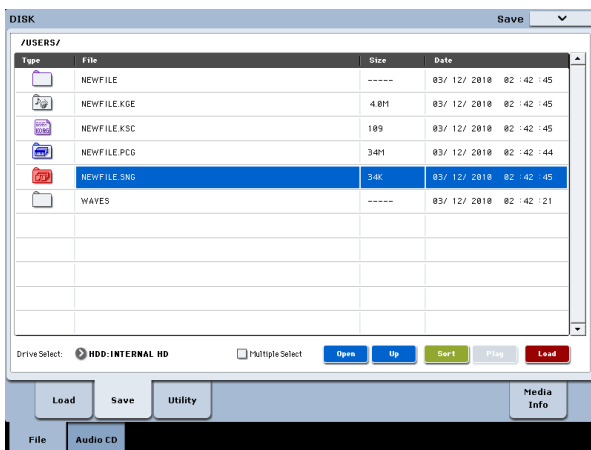 DISK Save
/USERS/
Type File Size Date
NEWFILE ----- 03/ 12/ 2010 02 :42 :45
NEWFILE.KGE 4.0M 03/ 12/ 2010 02 :42 :45
KORG NEWFILE.KSC 109 03/ 12/ 2010 02 :42 :45
NEWFILE.PCG 34M 03/ 12/ 2010 02 :42 :44
NEWFILE.SNG 34K 03/ 12/ 2010 02 :42 :45
WAVES ----- 03/ 12/ 2010 02 :42 :21
Drive Select: HDD:INTERNAL HD Multiple Select Open Up Sort Play Load
Load Save Utility Media Info
File Audio CD